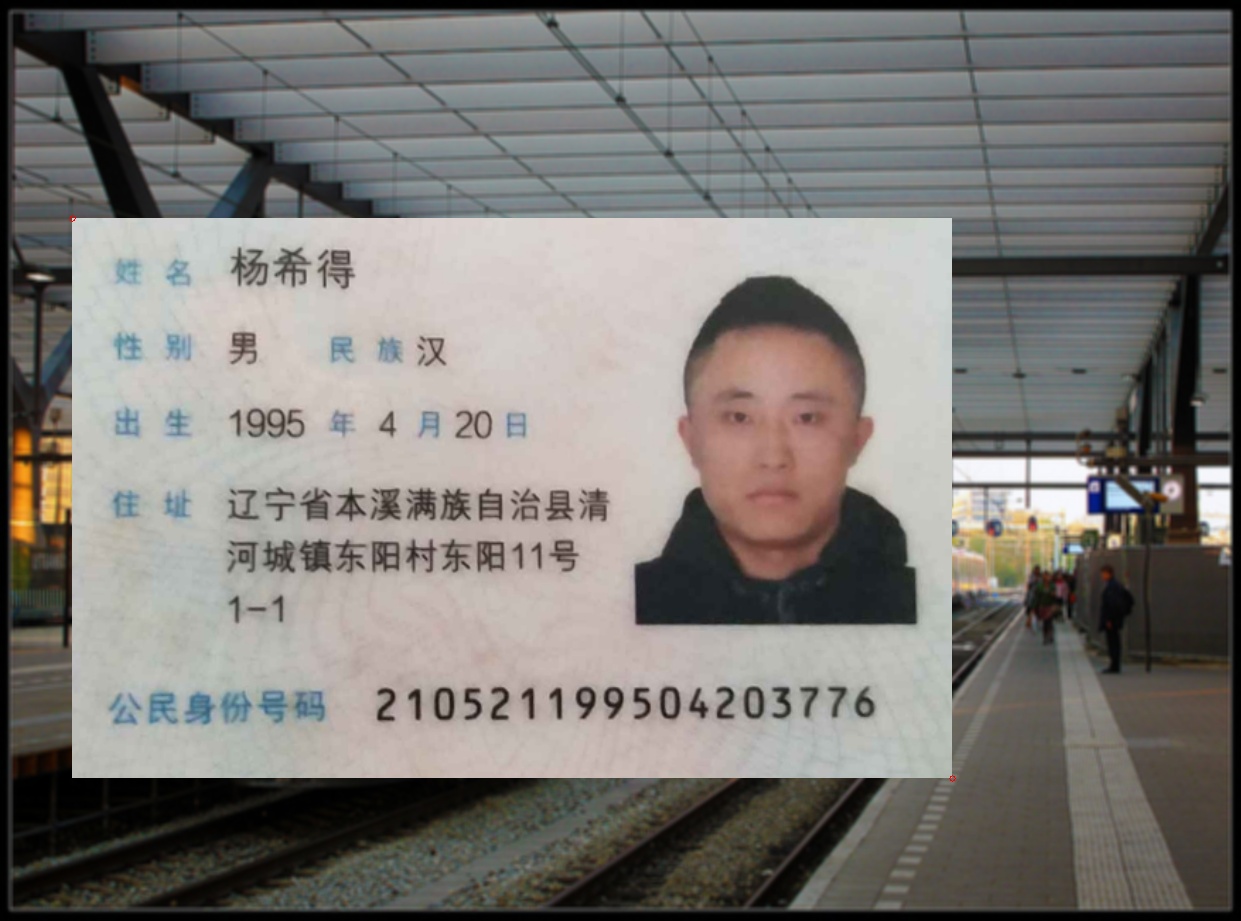 姓名 杨希得
性别 男 民族 汉
出生 1995 年 4 月 20 日
住址 辽宁省本溪满族自治县清
河城镇东阳村东阳11号
1-1
公民身份号码 210521199504203776